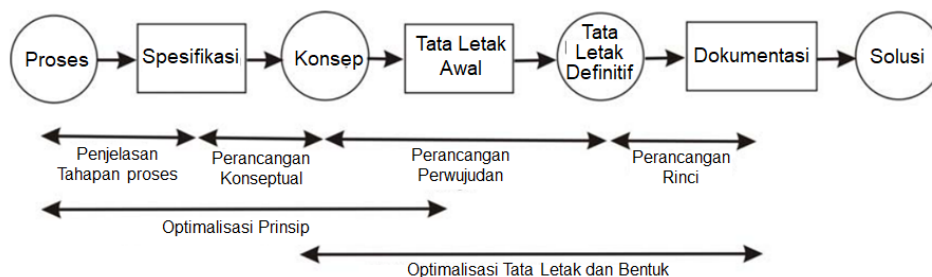 Proses
Spesifikasi
Konsep
Tata Letak
Awal
Tata
Letak
Definitif
Dokumentasi
Solusi
Penjelasan
Tahapan proses
Perancangan
Konseptual
Perancangan
Perwujudan
Perancangan
Rinci
Optimalisasi Prinsip
Optimalisasi Tata Letak dan Bentuk